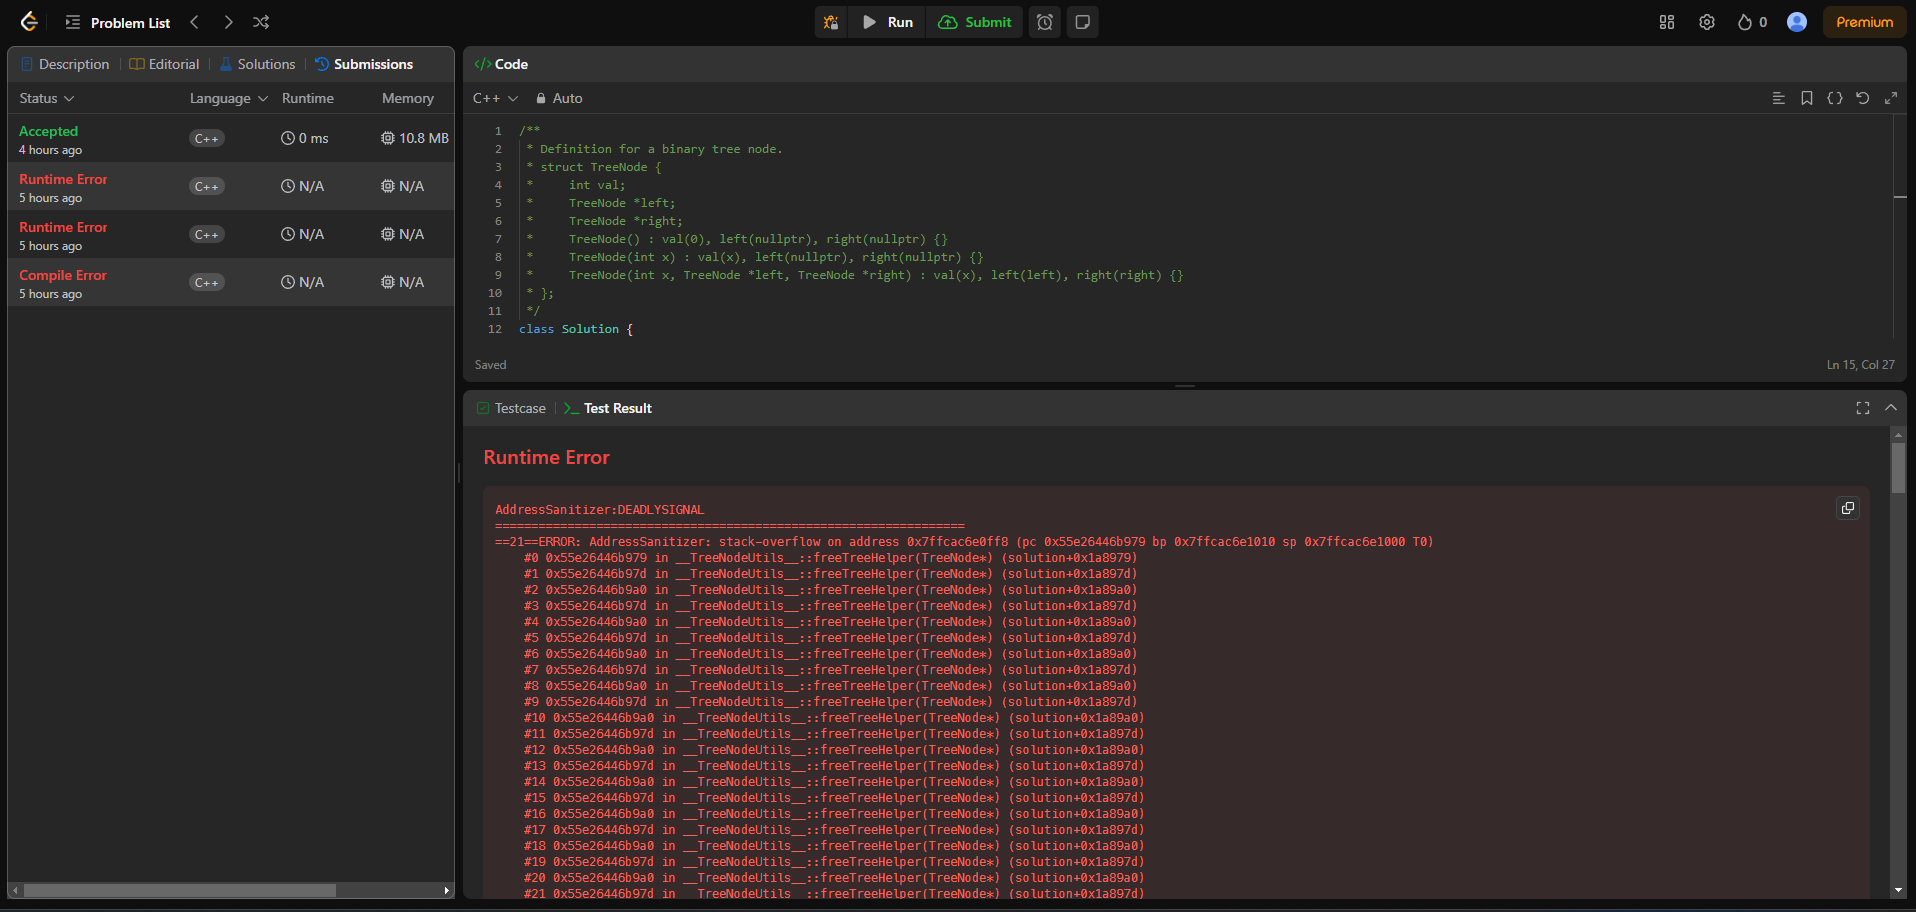 Problem List
Run
Submit
0
Premium
Description
Editorial
Solutions
Submissions
Status
Language
Runtime
Memory
Accepted
4 hours ago
C++
0 ms
10.8 MB
Runtime Error
5 hours ago
C++
N/A
N/A
Runtime Error
5 hours ago
C++
N/A
N/A
Compile Error
5 hours ago
C++
N/A
N/A
</> Code
C++
Auto
1 /**
2  * Definition for a binary tree node.
3  * struct TreeNode {
4  *     int val;
5  *     TreeNode *left;
6  *     TreeNode *right;
7  *     TreeNode() : val(0), left(nullptr), right(nullptr) {}
8  *     TreeNode(int x) : val(x), left(nullptr), right(nullptr) {}
9  *     TreeNode(int x, TreeNode *left, TreeNode *right) : val(x), left(left), right(right) {}
10  * };
11  */
12 class Solution {
Saved
Ln 15, Col 27
Testcase
Test Result
Runtime Error
AddressSanitizer:DEADLYSIGNAL
=================================================================
==21==ERROR: AddressSanitizer: stack-overflow on address 0x7ffcac6e0ff8 (pc 0x55e26446b979 bp 0x7ffcac6e1010 sp 0x7ffcac6e1000 T0)
#0 0x55e26446b979 in __TreeNodeUtils__::freeTreeHelper(TreeNode*) (solution+0x1a8979)
#1 0x55e26446b97d in __TreeNodeUtils__::freeTreeHelper(TreeNode*) (solution+0x1a897d)
#2 0x55e26446b9a0 in __TreeNodeUtils__::freeTreeHelper(TreeNode*) (solution+0x1a89a0)
#3 0x55e26446b97d in __TreeNodeUtils__::freeTreeHelper(TreeNode*) (solution+0x1a897d)
#4 0x55e26446b9a0 in __TreeNodeUtils__::freeTreeHelper(TreeNode*) (solution+0x1a89a0)
#5 0x55e26446b97d in __TreeNodeUtils__::freeTreeHelper(TreeNode*) (solution+0x1a897d)
#6 0x55e26446b9a0 in __TreeNodeUtils__::freeTreeHelper(TreeNode*) (solution+0x1a89a0)
#7 0x55e26446b97d in __TreeNodeUtils__::freeTreeHelper(TreeNode*) (solution+0x1a897d)
#8 0x55e26446b9a0 in __TreeNodeUtils__::freeTreeHelper(TreeNode*) (solution+0x1a89a0)
#9 0x55e26446b97d in __TreeNodeUtils__::freeTreeHelper(TreeNode*) (solution+0x1a897d)
#10 0x55e26446b9a0 in __TreeNodeUtils__::freeTreeHelper(TreeNode*) (solution+0x1a89a0)
#11 0x55e26446b97d in __TreeNodeUtils__::freeTreeHelper(TreeNode*) (solution+0x1a897d)
#12 0x55e26446b9a0 in __TreeNodeUtils__::freeTreeHelper(TreeNode*) (solution+0x1a89a0)
#13 0x55e26446b97d in __TreeNodeUtils__::freeTreeHelper(TreeNode*) (solution+0x1a897d)
#14 0x55e26446b9a0 in __TreeNodeUtils__::freeTreeHelper(TreeNode*) (solution+0x1a89a0)
#15 0x55e26446b97d in __TreeNodeUtils__::freeTreeHelper(TreeNode*) (solution+0x1a897d)
#16 0x55e26446b9a0 in __TreeNodeUtils__::freeTreeHelper(TreeNode*) (solution+0x1a89a0)
#17 0x55e26446b97d in __TreeNodeUtils__::freeTreeHelper(TreeNode*) (solution+0x1a897d)
#18 0x55e26446b9a0 in __TreeNodeUtils__::freeTreeHelper(TreeNode*) (solution+0x1a89a0)
#19 0x55e26446b97d in __TreeNodeUtils__::freeTreeHelper(TreeNode*) (solution+0x1a897d)
#20 0x55e26446b9a0 in __TreeNodeUtils__::freeTreeHelper(TreeNode*) (solution+0x1a89a0)
#21 0x55e26446b97d in __TreeNodeUtils__::freeTreeHelper(TreeNode*) (solution+0x1a897d)